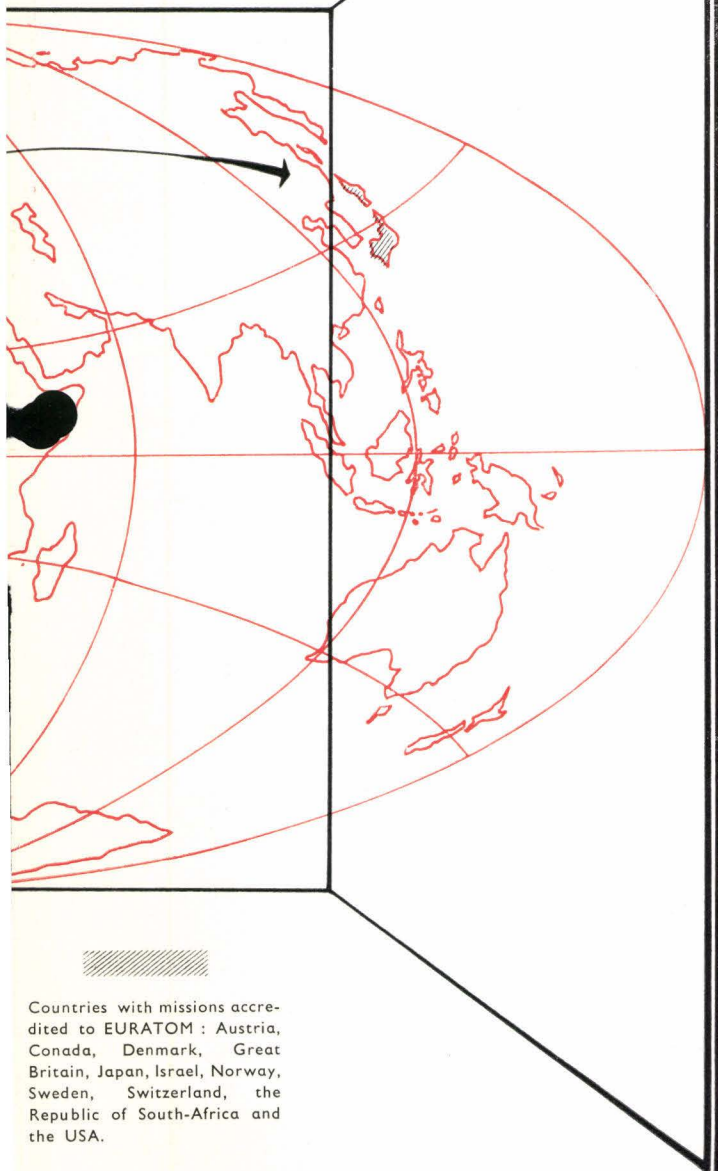 Countries with missions accre-
dited to EURATOM : Austria,
Conada, Denmark, Great
Britain, Japan, Israel, Norway,
Sweden, Switzerland, the
Republic of South-Africa and
the USA.